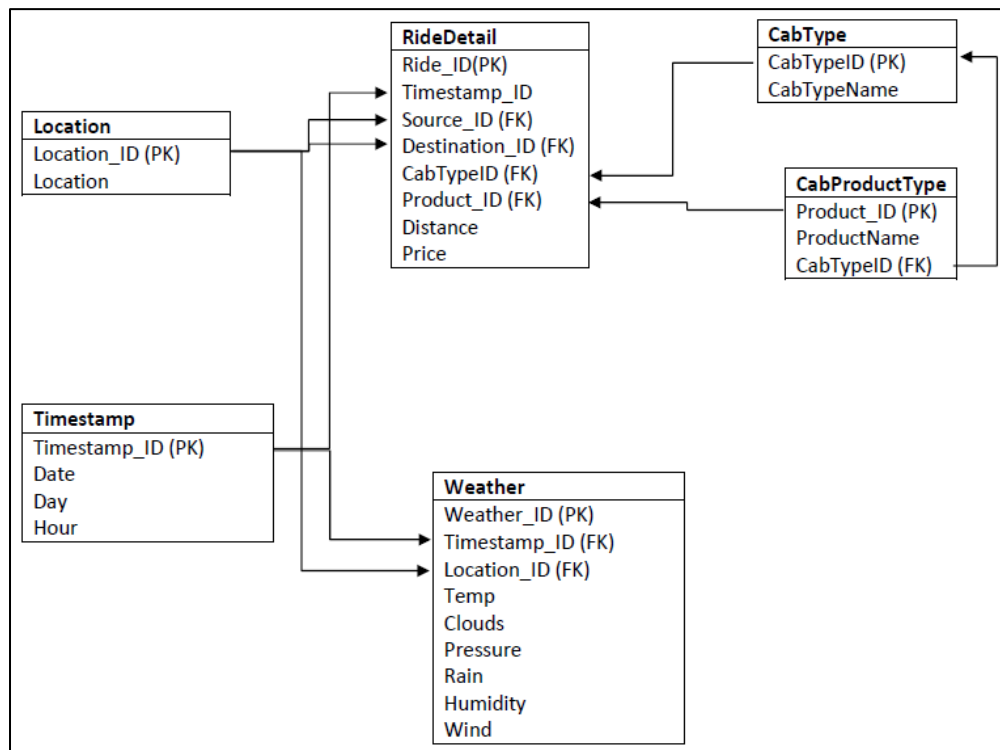 RideDetail
Ride_ID(PK)
Timestamp_ID
Source_ID (FK)
Destination_ID (FK)
CabTypeID (FK)
Product_ID (FK)
Distance
Price
CabType
CabTypeID (PK)
CabTypeName
Location
Location_ID (PK)
Location
CabProductType
Product_ID (PK)
ProductName
CabTypeID (FK)
Timestamp
Timestamp_ID (PK)
Date
Day
Hour
Weather
Weather_ID (PK)
Timestamp_ID (FK)
Location_ID (FK)
Temp
Clouds
Pressure
Rain
Humidity
Wind